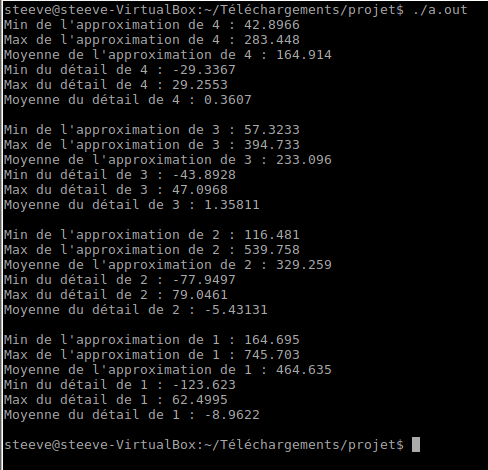 steeve@steeve-VirtualBox:~/Téléchargements/projet$ ./a.out
Min de l'approximation de 4 : 42.8966
Max de l'approximation de 4 : 283.448
Moyenne de l'approximation de 4 : 164.914
Min du détail de 4 : -29.3367
Max du détail de 4 : 29.2553
Moyenne du détail de 4 : 0.3607

Min de l'approximation de 3 : 57.3233
Max de l'approximation de 3 : 394.733
Moyenne de l'approximation de 3 : 233.096
Min du détail de 3 : -43.8928
Max du détail de 3 : 47.0968
Moyenne du détail de 3 : 1.35811

Min de l'approximation de 2 : 116.481
Max de l'approximation de 2 : 539.758
Moyenne de l'approximation de 2 : 329.259
Min du détail de 2 : -77.9497
Max du détail de 2 : 79.0461
Moyenne du détail de 2 : -5.43131

Min de l'approximation de 1 : 164.695
Max de l'approximation de 1 : 745.703
Moyenne de l'approximation de 1 : 464.635
Min du détail de 1 : -123.623
Max du détail de 1 : 62.4995
Moyenne du détail de 1 : -8.9622

steeve@steeve-VirtualBox:~/Téléchargements/projet$